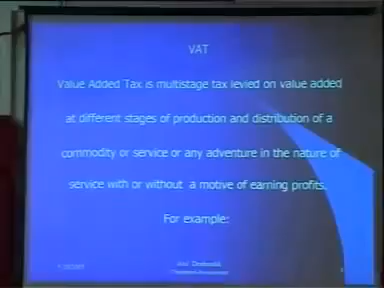 VAT
Value Added Tax is multistage tax levied on value added
at different stages of production and distribution of a
commodity or service or any adventure in the nature of
service with or without a motive of earning profits.
For example: